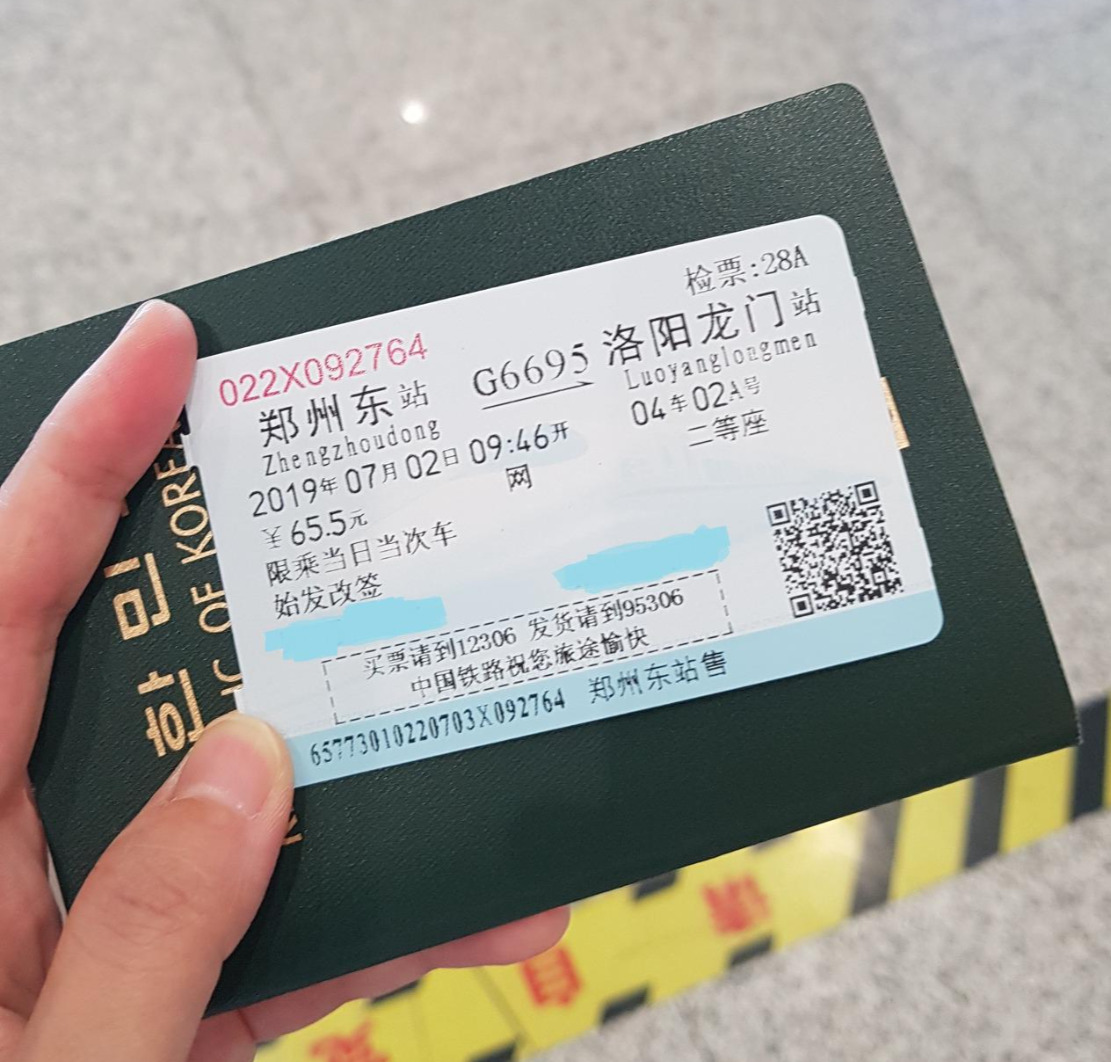 检票:28A
022X092764
郑州东站 G6695 洛阳龙门站
Zhengzhoudong Luoyanglongmen
2019年07月02日 09:46开 04车02A号
￥65.5元 网 二等座
限乘当日当次车
始发改签
买票请到12306 发货请到95306
中国铁路祝您旅途愉快
65773010220703X092764 郑州东站售
OF KOREA
한민